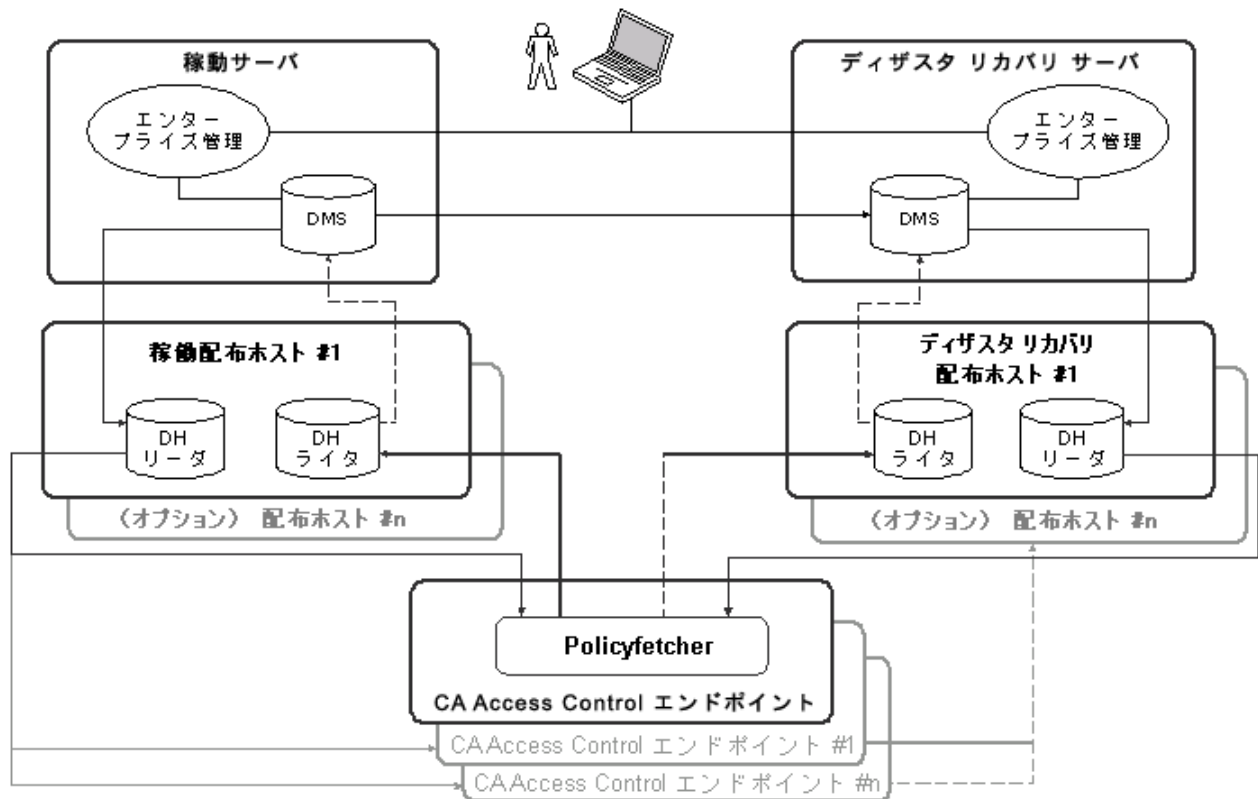 稼動サーバ
ディザスタ リカバリ サーバ
エンター
プライズ管理
エンター
プライズ管理
DMS
DMS
稼働配布ホスト #1
ディザスタ リカバリ
配布ホスト #1
DH
リーダ
DH
ライタ
DH
ライタ
DH
リーダ
(オプション) 配布ホスト #n
(オプション) 配布ホスト #n
Policyfetcher
CA Access Control エンドポイント
CA Access Control エンドポイント #1
CA Access Control エンドポイント #n